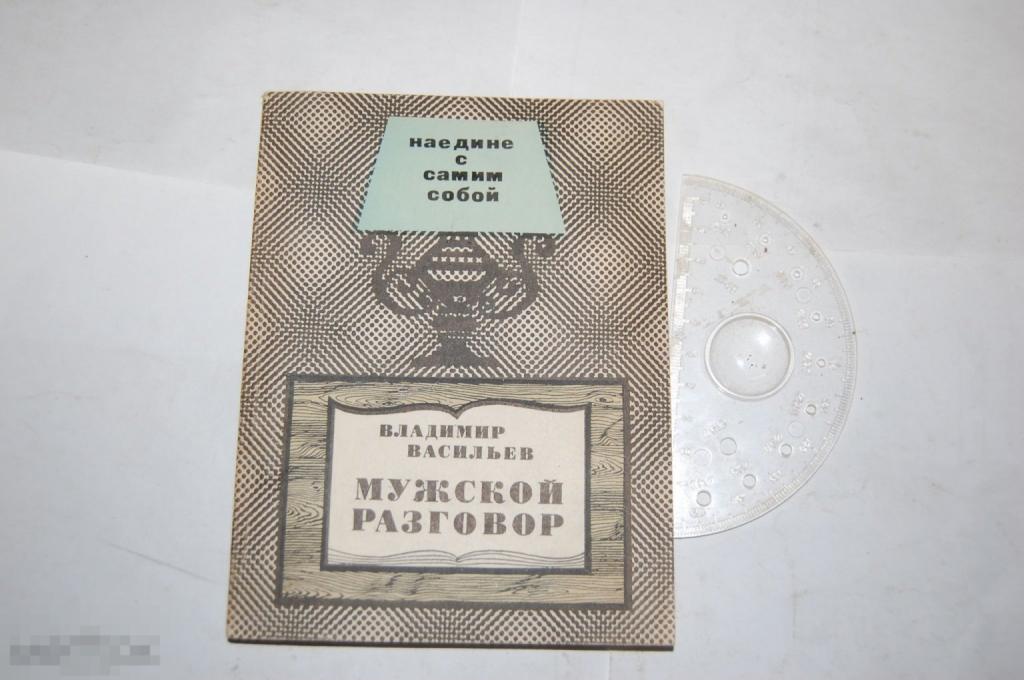 наедине
с
самим
собой
ВЛАДИМИР
ВАСИЛЬЕВ
МУЖСКОЙ
РАЗГОВОР